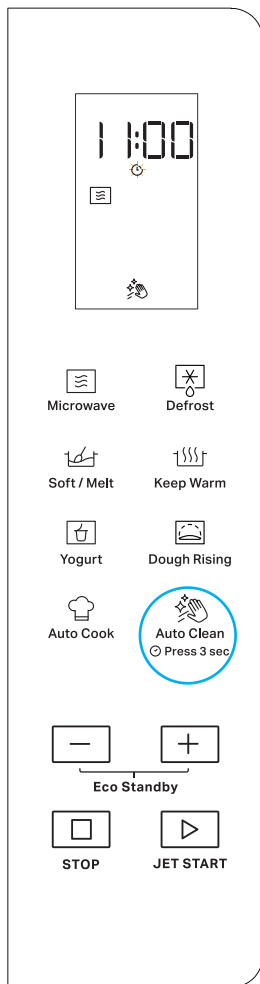 11:00
Microwave Defrost
Soft / Melt Keep Warm
Yogurt Dough Rising
Auto Cook Auto Clean
Press 3 sec
Eco Standby
STOP JET START